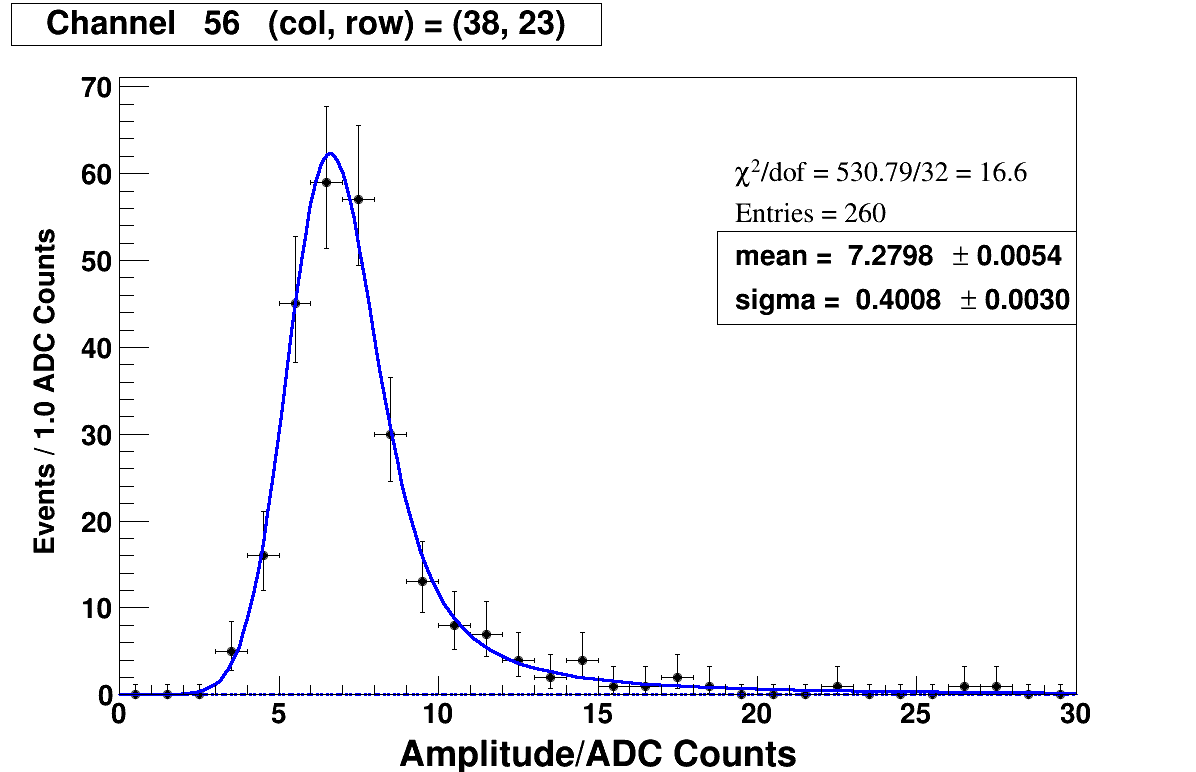 Channel 56 (col, row) = (38, 23)
70
60
50
40
30
20
10
0
Events / 1.0 ADC Counts
χ²/dof = 530.79/32 = 16.6
Entries = 260
mean = 7.2798 ± 0.0054
sigma = 0.4008 ± 0.0030
0 5 10 15 20 25 30
Amplitude/ADC Counts